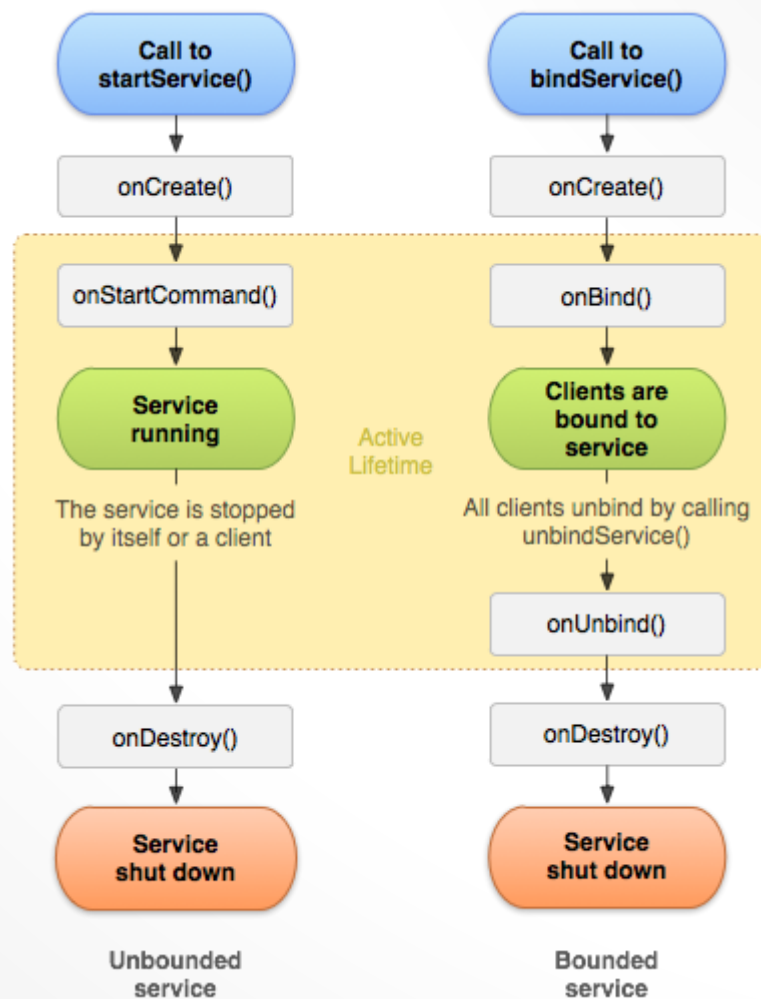 Call to
startService()
onCreate()
onStartCommand()
Service
running
The service is stopped
by itself or a client
onDestroy()
Service
shut down
Unbounded
service
Active
Lifetime
Call to
bindService()
onCreate()
onBind()
Clients are
bound to
service
All clients unbind by calling
unbindService()
onUnbind()
onDestroy()
Service
shut down
Bounded
service